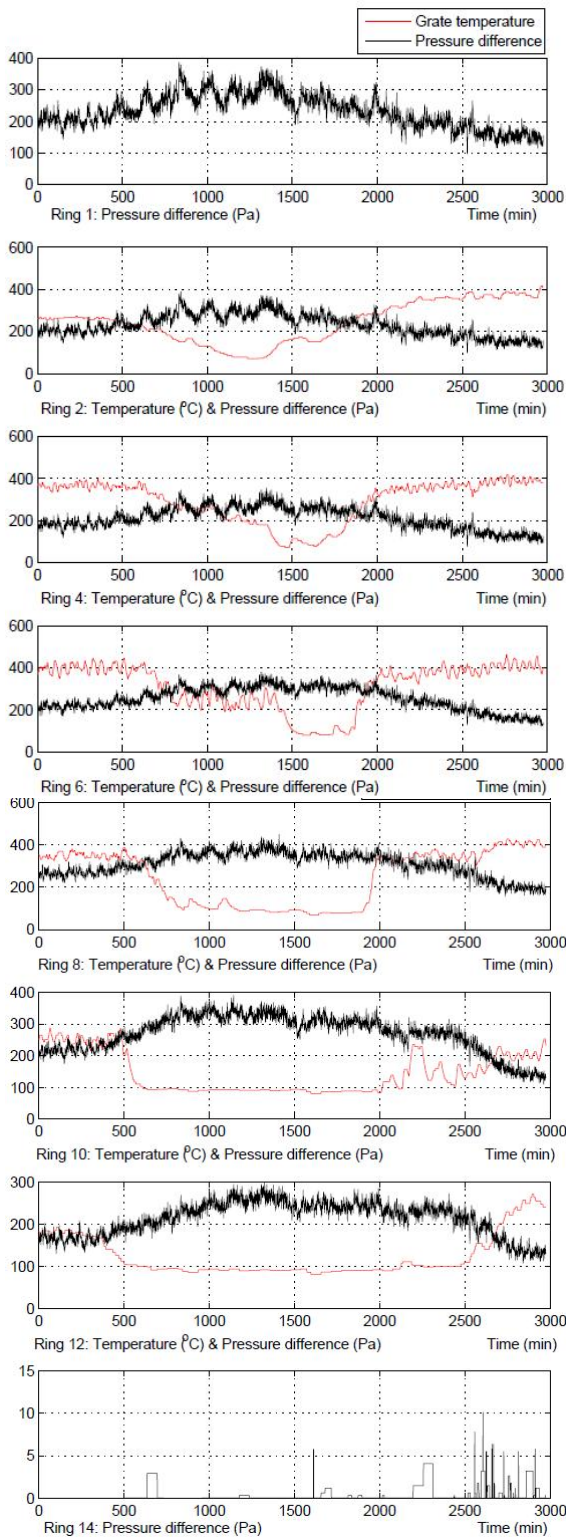 Grate temperature
Pressure difference
400
300
200
100
0
0 500 1000 1500 2000 2500 3000
Ring 1: Pressure difference (Pa) Time (min)
600
400
200
0
0 500 1000 1500 2000 2500 3000
Ring 2: Temperature (⁰C) & Pressure difference (Pa) Time (min)
600
400
200
0
0 500 1000 1500 2000 2500 3000
Ring 4: Temperature (⁰C) & Pressure difference (Pa) Time (min)
600
400
200
0
0 500 1000 1500 2000 2500 3000
Ring 6: Temperature (⁰C) & Pressure difference (Pa) Time (min)
600
400
200
0
0 500 1000 1500 2000 2500 3000
Ring 8: Temperature (⁰C) & Pressure difference (Pa) Time (min)
400
300
200
100
0
0 500 1000 1500 2000 2500 3000
Ring 10: Temperature (⁰C) & Pressure difference (Pa) Time (min)
300
200
100
0
0 500 1000 1500 2000 2500 3000
Ring 12: Temperature (⁰C) & Pressure difference (Pa) Time (min)
15
10
5
0
0 500 1000 1500 2000 2500 3000
Ring 14: Pressure difference (Pa) Time (min)